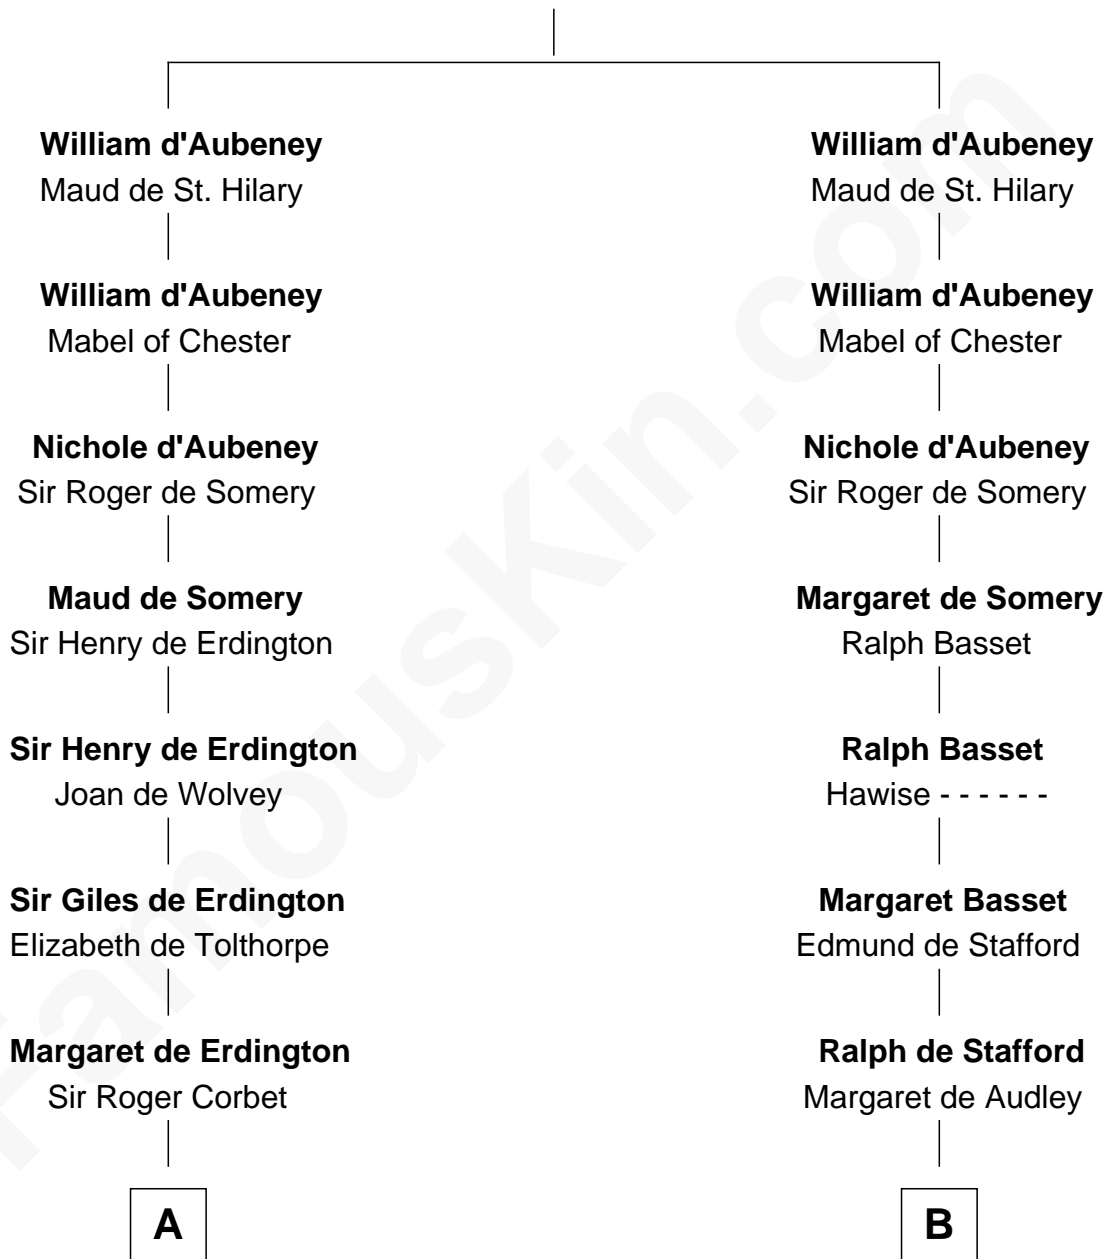 William d'Aubeney
Maud de St. Hilary
William d'Aubeney
Mabel of Chester
Nichole d'Aubeney
Sir Roger de Somery
Maud de Somery
Sir Henry de Erdington
Sir Henry de Erdington
Joan de Wolvey
Sir Giles de Erdington
Elizabeth de Tolthorpe
Margaret de Erdington
Sir Roger Corbet
A
William d'Aubeney
Maud de St. Hilary
William d'Aubeney
Mabel of Chester
Nichole d'Aubeney
Sir Roger de Somery
Margaret de Somery
Ralph Basset
Ralph Basset
Hawise - - - - - -
Margaret Basset
Edmund de Stafford
Ralph de Stafford
Margaret de Audley
B
FamousKin.com